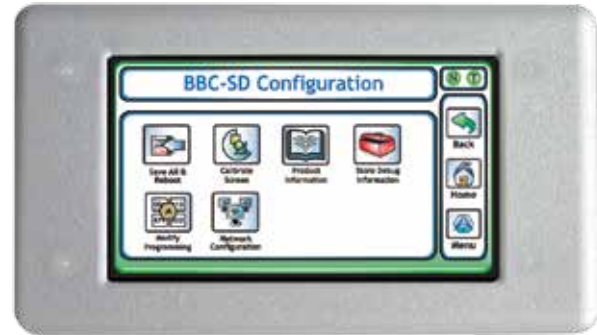 BBC-SD Configuration
N T
Save All &
Reboot
Calibrate
Screen
Product
Information
Store Debug
Information
Modify
Programming
Network
Configuration
Back
Home
Menu